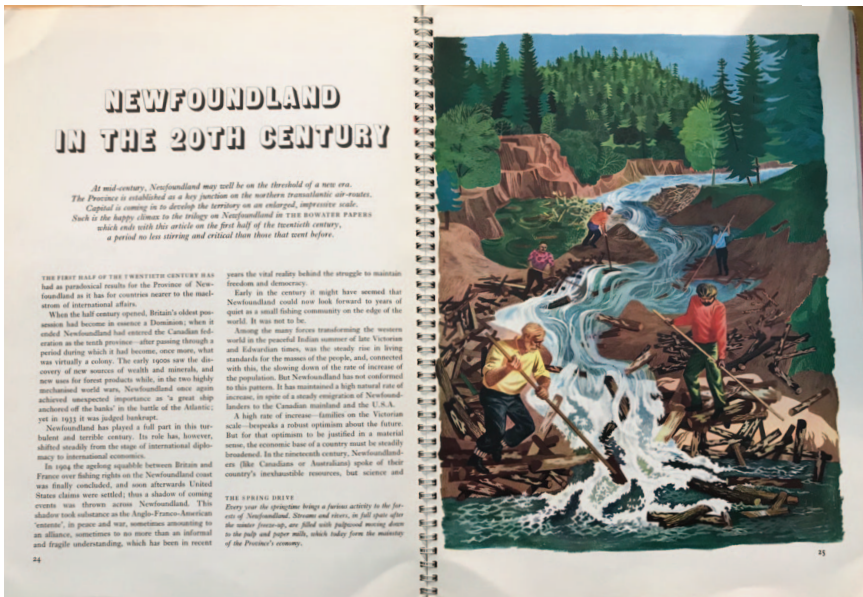 NEWFOUNDLAND
IN THE 20TH CENTURY
At mid-century, Newfoundland may well be on the threshold of a new era.
The Province is established as a key junction on the northern transatlantic air-routes.
Capital is coming in to develop the territory on an enlarged, impressive scale.
Such is the happy climax to the trilogy on Newfoundland in THE BOWATER PAPERS
which ends with this article on the first half of the twentieth century,
a period no less stirring and critical than those that went before.
THE FIRST HALF OF THE TWENTIETH CENTURY HAS
had as paradoxical results for the Province of New-
foundland as it has for countries nearer to the mael-
strom of international affairs.
When the half century opened, Britain's oldest pos-
session had become in essence a Dominion; when it
ended Newfoundland had entered the Canadian fed-
eration as the tenth province—after passing through a
period during which it had become, once more, what
was virtually a colony. The early 1900s saw the dis-
covery of new sources of wealth and minerals, and
new uses for forest products while, in the two highly
mechanised world wars, Newfoundland once again
achieved unexpected importance as 'a great ship
anchored off the banks' in the battle of the Atlantic;
yet in 1933 it was judged bankrupt.
Newfoundland has played a full part in this tur-
bulent and terrible century. Its role has, however,
shifted steadily from the stage of international diplo-
macy to international economics.
In 1904 the agelong squabble between Britain and
France over fishing rights on the Newfoundland coast
was finally concluded, and soon afterwards United
States claims were settled; thus a shadow of coming
events was thrown across Newfoundland. This
shadow took substance as the Anglo-Franco-American
'entente', in peace and war, sometimes amounting to
an alliance, sometimes to no more than an informal
and fragile understanding, which has been in recent
24
years the vital reality behind the struggle to maintain
freedom and democracy.
Early in the century it might have seemed that
Newfoundland could now look forward to years of
quiet as a small fishing community on the edge of the
world. It was not to be.
Among the many forces transforming the western
world in the peaceful Indian summer of late Victorian
and Edwardian times, was the steady rise in living
standards for the masses of the people, and, connected
with this, the slowing down of the rate of increase of
the population. But Newfoundland has not conformed
to this pattern. It has maintained a high natural rate of
increase, in spite of a steady emigration of Newfound-
landers to the Canadian mainland and the U.S.A.
A high rate of increase—families on the Victorian
scale—bespeaks a robust optimism about the future.
But for that optimism to be justified in a material
sense, the economic base of a country must be steadily
broadened. In the nineteenth century, Newfoundland-
ers (like Canadians or Australians) spoke of their
country's inexhaustible resources, but science and
THE SPRING DRIVE
Every year the springtime brings a furious activity to the for-
ests of Newfoundland. Streams and rivers, in full spate after
the winter freeze-up, are filled with pulpwood moving down
to the pulp and paper mills, which today form the mainstay
of the Province's economy.
25